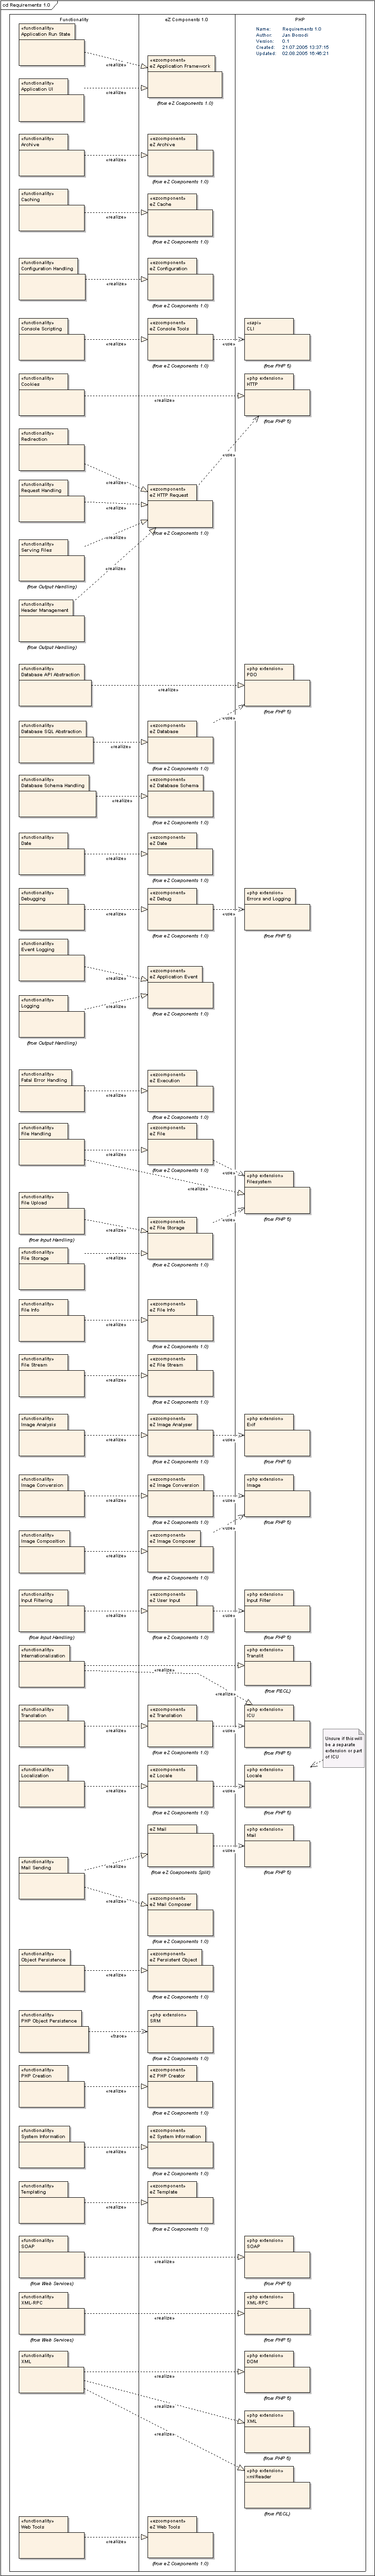 cd Requirements 1.0
Functionality
eZ Components 1.0
PHP
Name: Requirements 1.0
Author: Jan Borsodi
Version: 0.1
Created: 21.07.2005 13:37:15
Updated: 02.09.2005 16:46:21
«functionality»
Application Run State
«ezcomponent»
eZ Application Framework
«realize»
(from eZ Components 1.0)
«functionality»
Application UI
«realize»
«functionality»
Archive
«realize»
«ezcomponent»
eZ Archive
(from eZ Components 1.0)
«functionality»
Caching
«realize»
«ezcomponent»
eZ Cache
(from eZ Components 1.0)
«functionality»
Configuration Handling
«realize»
«ezcomponent»
eZ Configuration
(from eZ Components 1.0)
«functionality»
Console Scripting
«realize»
«ezcomponent»
eZ Console Tools
(from eZ Components 1.0)
«use»
«sapi»
CLI
(from PHP 5)
«functionality»
Cookies
«realize»
«php extension»
HTTP
(from PHP 5)
«functionality»
Redirection
«realize»
«use»
«functionality»
Request Handling
«realize»
«ezcomponent»
eZ HTTP Request
(from eZ Components 1.0)
«functionality»
Serving Files
(from Output Handling)
«realize»
«functionality»
Header Management
(from Output Handling)
«realize»
«functionality»
Database API Abstraction
«realize»
«php extension»
PDO
(from PHP 5)
«functionality»
Database SQL Abstraction
«realize»
«ezcomponent»
eZ Database
(from eZ Components 1.0)
«use»
«functionality»
Database Schema Handling
«realize»
«ezcomponent»
eZ Database Schema
(from eZ Components 1.0)
«functionality»
Date
«realize»
«ezcomponent»
eZ Date
(from eZ Components 1.0)
«functionality»
Debugging
«realize»
«ezcomponent»
eZ Debug
(from eZ Components 1.0)
«use»
«php extension»
Errors and Logging
(from PHP 5)
«functionality»
Event Logging
«realize»
«ezcomponent»
eZ Application Event
(from eZ Components 1.0)
«functionality»
Logging
(from Output Handling)
«realize»
«functionality»
Fatal Error Handling
«realize»
«ezcomponent»
eZ Execution
(from eZ Components 1.0)
«functionality»
File Handling
«realize»
«ezcomponent»
eZ File
(from eZ Components 1.0)
«use»
«realize»
«php extension»
Filesystem
(from PHP 5)
«functionality»
File Upload
(from Input Handling)
«realize»
«ezcomponent»
eZ File Storage
(from eZ Components 1.0)
«use»
«functionality»
File Storage
«realize»
«functionality»
File Info
«realize»
«ezcomponent»
eZ File Info
(from eZ Components 1.0)
«functionality»
File Stream
«realize»
«ezcomponent»
eZ File Stream
(from eZ Components 1.0)
«functionality»
Image Analysis
«realize»
«ezcomponent»
eZ Image Analyser
(from eZ Components 1.0)
«use»
«php extension»
Exif
(from PHP 5)
«functionality»
Image Conversion
«realize»
«ezcomponent»
eZ Image Conversion
(from eZ Components 1.0)
«use»
«php extension»
Image
(from PHP 5)
«functionality»
Image Composition
«realize»
«ezcomponent»
eZ Image Composer
(from eZ Components 1.0)
«use»
«functionality»
Input Filtering
(from Input Handling)
«realize»
«ezcomponent»
eZ User Input
(from eZ Components 1.0)
«use»
«php extension»
Input Filter
(from PHP 5)
«functionality»
Internationalisation
«realize»
«php extension»
Translit
(from PECL)
«realize»
«functionality»
Translation
«realize»
«ezcomponent»
eZ Translation
(from eZ Components 1.0)
«use»
«php extension»
ICU
(from PHP 5)
Unsure if this will
be a separate
extension or part
of ICU
«functionality»
Localization
«realize»
«ezcomponent»
eZ Locale
(from eZ Components 1.0)
«use»
«php extension»
Locale
(from PHP 5)
eZ Mail
(from eZ Components Split)
«use»
«php extension»
Mail
(from PHP 5)
«functionality»
Mail Sending
«realize»
«realize»
«ezcomponent»
eZ Mail Composer
(from eZ Components 1.0)
«functionality»
Object Persistence
«realize»
«ezcomponent»
eZ Persistent Object
(from eZ Components 1.0)
«functionality»
PHP Object Persistence
«trace»
«php extension»
SRM
(from eZ Components 1.0)
«functionality»
PHP Creation
«realize»
«ezcomponent»
eZ PHP Creator
(from eZ Components 1.0)
«functionality»
System Information
«realize»
«ezcomponent»
eZ System Information
(from eZ Components 1.0)
«functionality»
Templating
«realize»
«ezcomponent»
eZ Template
(from eZ Components 1.0)
«functionality»
SOAP
(from Web Services)
«realize»
«php extension»
SOAP
(from PHP 5)
«functionality»
XML-RPC
(from Web Services)
«realize»
«php extension»
XML-RPC
(from PHP 5)
«functionality»
XML
«realize»
«php extension»
DOM
(from PHP 5)
«realize»
«php extension»
XML
(from PHP 5)
«realize»
«php extension»
xmlReader
(from PECL)
«functionality»
Web Tools
«realize»
«ezcomponent»
eZ Web Tools
(from eZ Components 1.0)